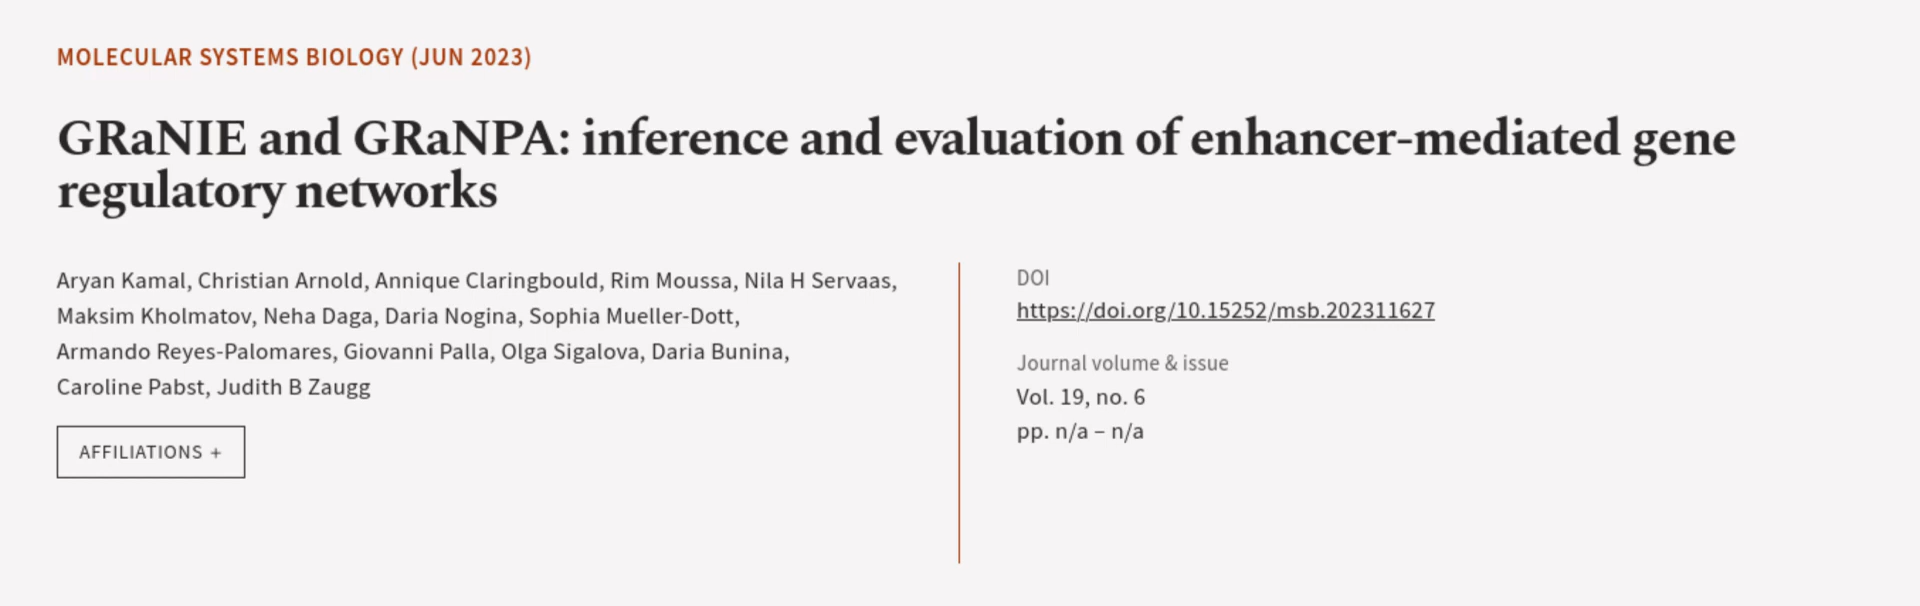 MOLECULAR SYSTEMS BIOLOGY (JUN 2023)
GRaNIE and GRaNPA: inference and evaluation of enhancer-mediated gene
regulatory networks
Aryan Kamal, Christian Arnold, Annique Claringbould, Rim Moussa, Nila H Servaas,
Maksim Kholmatov, Neha Daga, Daria Nogina, Sophia Mueller-Dott,
Armando Reyes-Palomares, Giovanni Palla, Olga Sigalova, Daria Bunina,
Caroline Pabst, Judith B Zaugg
AFFILIATIONS +
DOI
https://doi.org/10.15252/msb.202311627
Journal volume & issue
Vol. 19, no. 6
pp. n/a – n/a